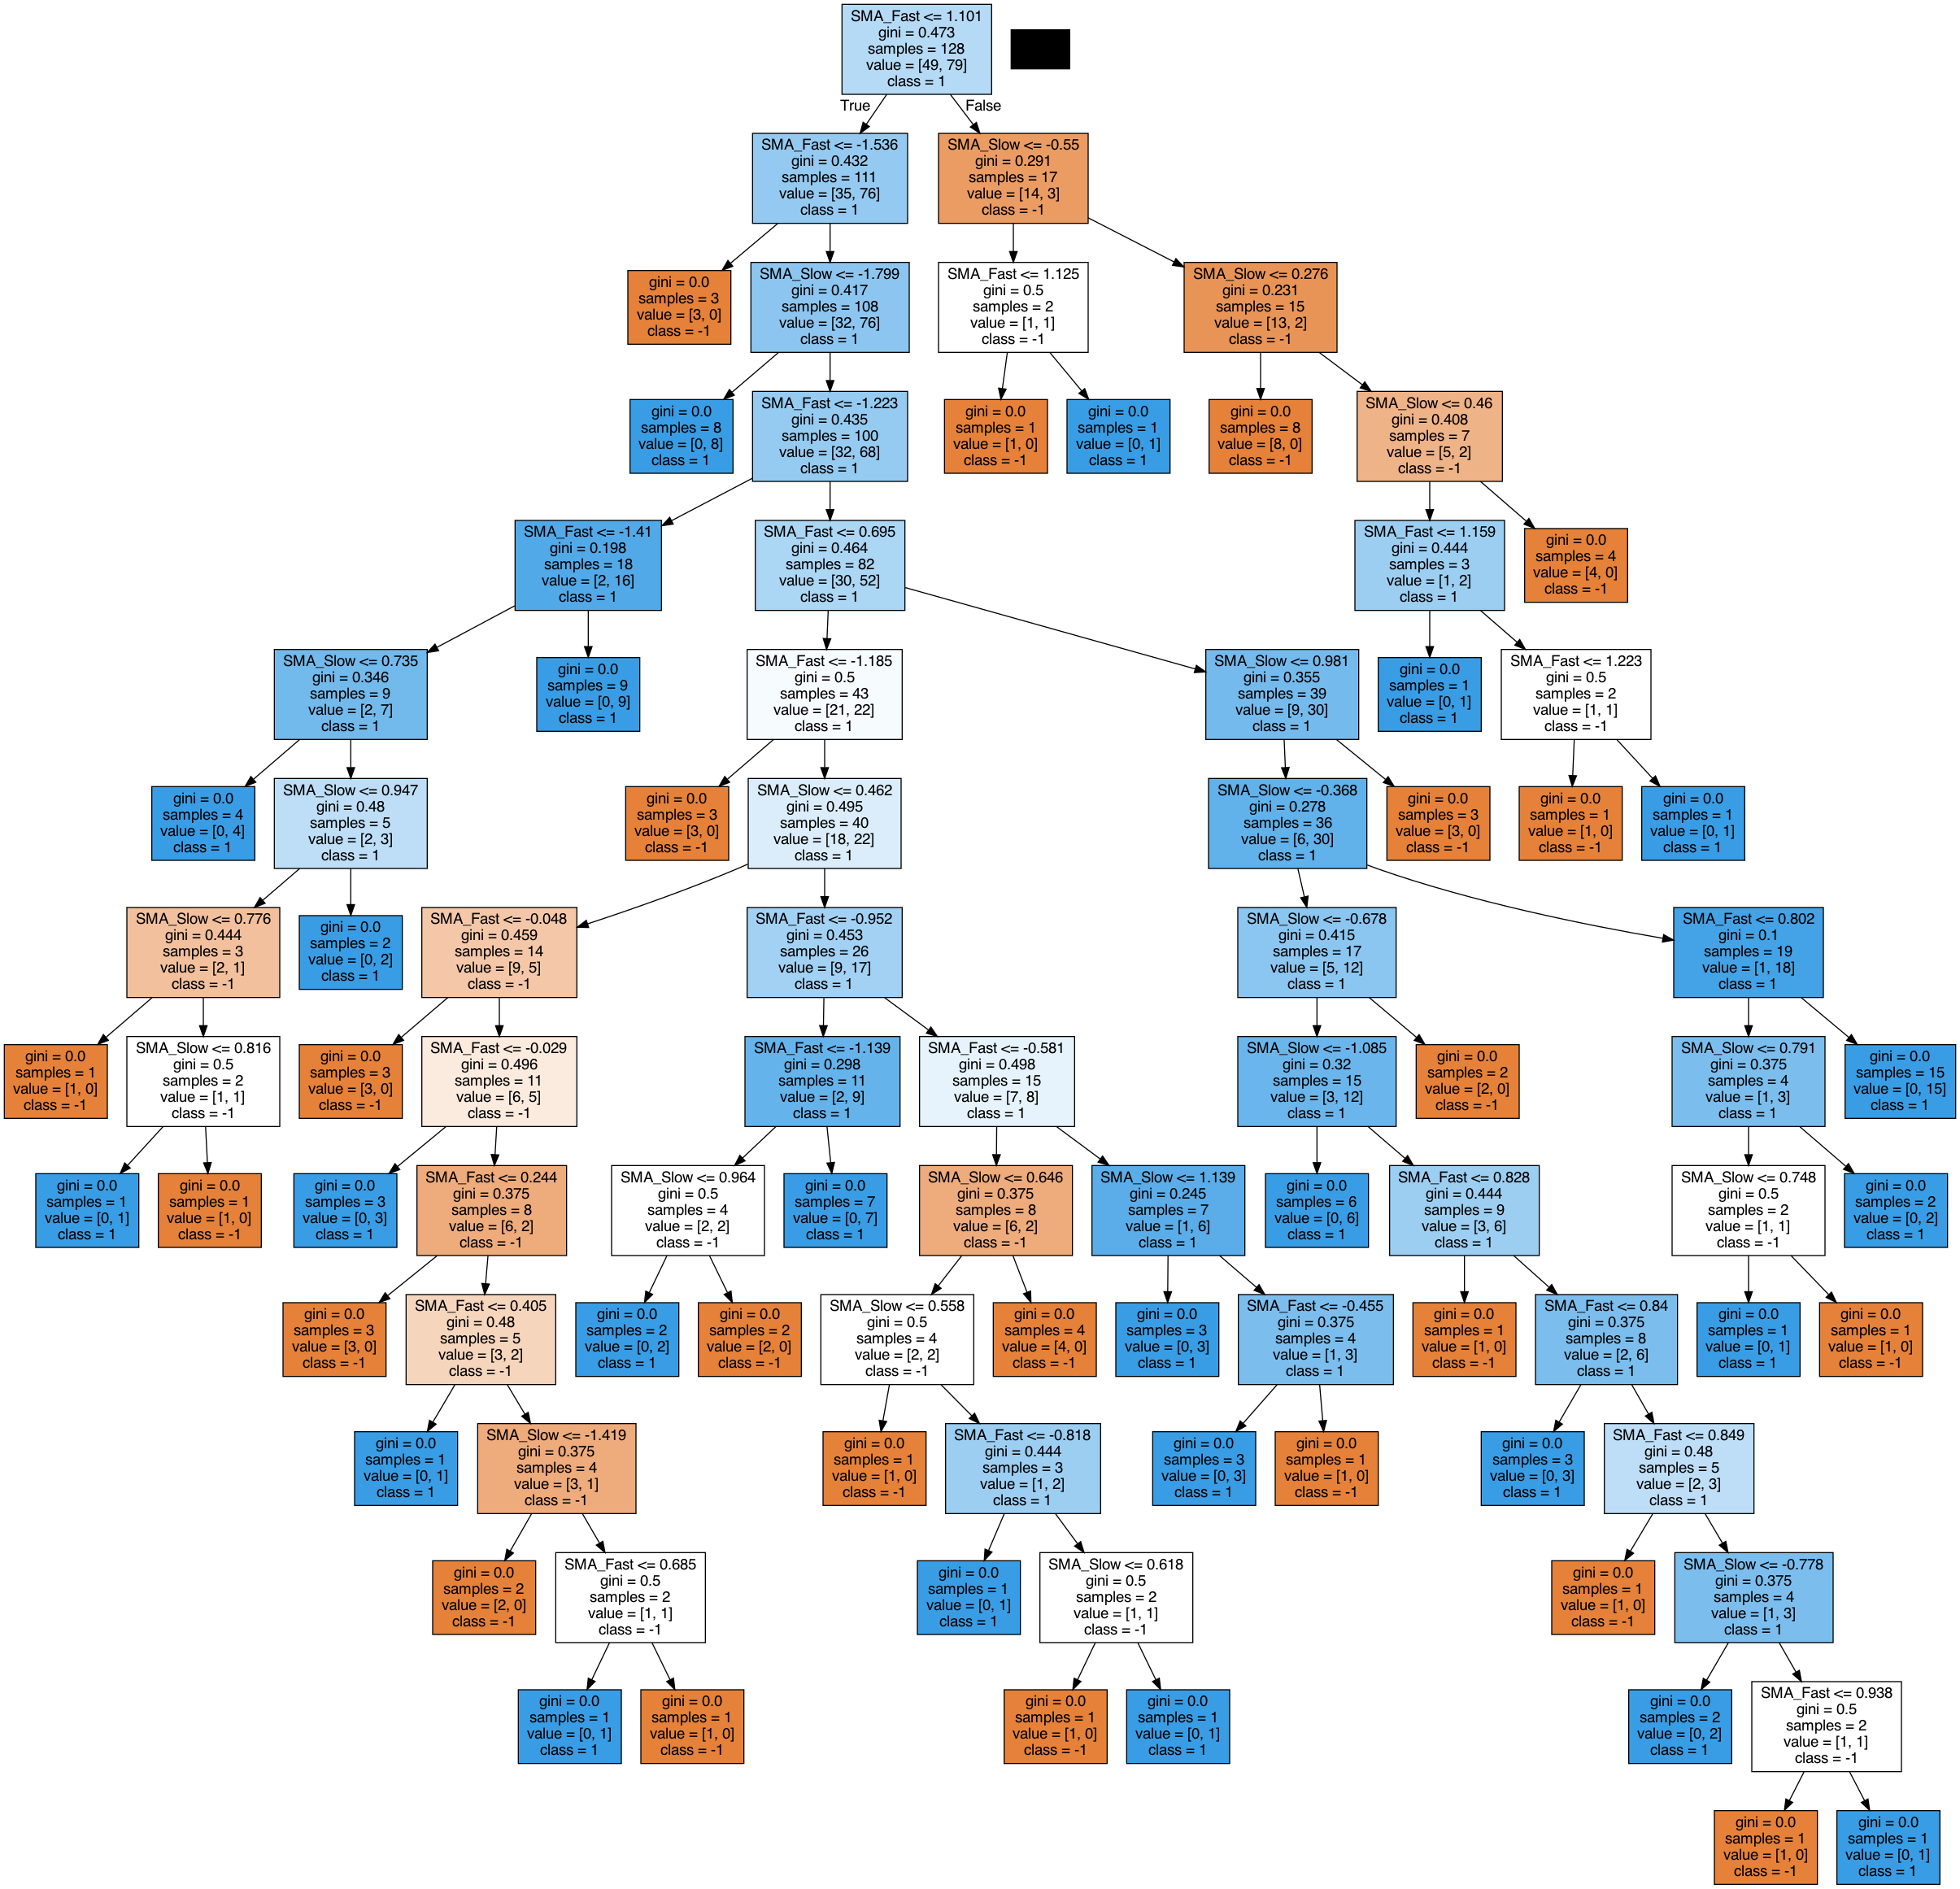 SMA_Fast <= 1.101
gini = 0.473
samples = 128
value = [49, 79]
class = 1
True
False
SMA_Fast <= -1.536
gini = 0.432
samples = 111
value = [35, 76]
class = 1
SMA_Slow <= -0.55
gini = 0.291
samples = 17
value = [14, 3]
class = -1
gini = 0.0
samples = 3
value = [3, 0]
class = -1
SMA_Slow <= -1.799
gini = 0.417
samples = 108
value = [32, 76]
class = 1
SMA_Fast <= 1.125
gini = 0.5
samples = 2
value = [1, 1]
class = -1
SMA_Slow <= 0.276
gini = 0.231
samples = 15
value = [13, 2]
class = -1
gini = 0.0
samples = 8
value = [0, 8]
class = 1
SMA_Fast <= -1.223
gini = 0.435
samples = 100
value = [32, 68]
class = 1
gini = 0.0
samples = 1
value = [1, 0]
class = -1
gini = 0.0
samples = 1
value = [0, 1]
class = 1
gini = 0.0
samples = 8
value = [8, 0]
class = -1
SMA_Slow <= 0.46
gini = 0.408
samples = 7
value = [5, 2]
class = -1
SMA_Fast <= -1.41
gini = 0.198
samples = 18
value = [2, 16]
class = 1
SMA_Fast <= 0.695
gini = 0.464
samples = 82
value = [30, 52]
class = 1
SMA_Fast <= 1.159
gini = 0.444
samples = 3
value = [1, 2]
class = 1
gini = 0.0
samples = 4
value = [4, 0]
class = -1
SMA_Slow <= 0.735
gini = 0.346
samples = 9
value = [2, 7]
class = 1
gini = 0.0
samples = 9
value = [0, 9]
class = 1
SMA_Fast <= -1.185
gini = 0.5
samples = 43
value = [21, 22]
class = 1
SMA_Slow <= 0.981
gini = 0.355
samples = 39
value = [9, 30]
class = 1
gini = 0.0
samples = 1
value = [0, 1]
class = 1
SMA_Fast <= 1.223
gini = 0.5
samples = 2
value = [1, 1]
class = -1
gini = 0.0
samples = 4
value = [0, 4]
class = 1
SMA_Slow <= 0.947
gini = 0.48
samples = 5
value = [2, 3]
class = 1
gini = 0.0
samples = 3
value = [3, 0]
class = -1
SMA_Slow <= 0.462
gini = 0.495
samples = 40
value = [18, 22]
class = 1
SMA_Slow <= -0.368
gini = 0.278
samples = 36
value = [6, 30]
class = 1
gini = 0.0
samples = 3
value = [3, 0]
class = -1
gini = 0.0
samples = 1
value = [1, 0]
class = -1
gini = 0.0
samples = 1
value = [0, 1]
class = 1
SMA_Slow <= 0.776
gini = 0.444
samples = 3
value = [2, 1]
class = -1
gini = 0.0
samples = 2
value = [0, 2]
class = 1
SMA_Fast <= -0.048
gini = 0.459
samples = 14
value = [9, 5]
class = -1
SMA_Fast <= -0.952
gini = 0.453
samples = 26
value = [9, 17]
class = 1
SMA_Slow <= -0.678
gini = 0.415
samples = 17
value = [5, 12]
class = 1
SMA_Fast <= 0.802
gini = 0.1
samples = 19
value = [1, 18]
class = 1
gini = 0.0
samples = 1
value = [1, 0]
class = -1
SMA_Slow <= 0.816
gini = 0.5
samples = 2
value = [1, 1]
class = -1
gini = 0.0
samples = 3
value = [3, 0]
class = -1
SMA_Fast <= -0.029
gini = 0.496
samples = 11
value = [6, 5]
class = -1
SMA_Fast <= -1.139
gini = 0.298
samples = 11
value = [2, 9]
class = 1
SMA_Fast <= -0.581
gini = 0.498
samples = 15
value = [7, 8]
class = 1
SMA_Slow <= -1.085
gini = 0.32
samples = 15
value = [3, 12]
class = 1
gini = 0.0
samples = 2
value = [2, 0]
class = -1
SMA_Slow <= 0.791
gini = 0.375
samples = 4
value = [1, 3]
class = 1
gini = 0.0
samples = 15
value = [0, 15]
class = 1
gini = 0.0
samples = 1
value = [0, 1]
class = 1
gini = 0.0
samples = 1
value = [1, 0]
class = -1
gini = 0.0
samples = 3
value = [0, 3]
class = 1
SMA_Fast <= 0.244
gini = 0.375
samples = 8
value = [6, 2]
class = -1
SMA_Slow <= 0.964
gini = 0.5
samples = 4
value = [2, 2]
class = -1
gini = 0.0
samples = 7
value = [0, 7]
class = 1
SMA_Slow <= 0.646
gini = 0.375
samples = 8
value = [6, 2]
class = -1
SMA_Slow <= 1.139
gini = 0.245
samples = 7
value = [1, 6]
class = 1
gini = 0.0
samples = 6
value = [0, 6]
class = 1
SMA_Fast <= 0.828
gini = 0.444
samples = 9
value = [3, 6]
class = 1
SMA_Slow <= 0.748
gini = 0.5
samples = 2
value = [1, 1]
class = -1
gini = 0.0
samples = 2
value = [0, 2]
class = 1
gini = 0.0
samples = 3
value = [3, 0]
class = -1
SMA_Fast <= 0.405
gini = 0.48
samples = 5
value = [3, 2]
class = -1
gini = 0.0
samples = 2
value = [0, 2]
class = 1
gini = 0.0
samples = 2
value = [2, 0]
class = -1
SMA_Slow <= 0.558
gini = 0.5
samples = 4
value = [2, 2]
class = -1
gini = 0.0
samples = 4
value = [4, 0]
class = -1
gini = 0.0
samples = 3
value = [0, 3]
class = 1
SMA_Fast <= -0.455
gini = 0.375
samples = 4
value = [1, 3]
class = 1
gini = 0.0
samples = 1
value = [1, 0]
class = -1
SMA_Fast <= 0.84
gini = 0.375
samples = 8
value = [2, 6]
class = 1
gini = 0.0
samples = 1
value = [0, 1]
class = 1
gini = 0.0
samples = 1
value = [1, 0]
class = -1
gini = 0.0
samples = 1
value = [0, 1]
class = 1
SMA_Slow <= -1.419
gini = 0.375
samples = 4
value = [3, 1]
class = -1
gini = 0.0
samples = 1
value = [1, 0]
class = -1
SMA_Fast <= -0.818
gini = 0.444
samples = 3
value = [1, 2]
class = 1
gini = 0.0
samples = 3
value = [0, 3]
class = 1
gini = 0.0
samples = 1
value = [1, 0]
class = -1
gini = 0.0
samples = 3
value = [0, 3]
class = 1
SMA_Fast <= 0.849
gini = 0.48
samples = 5
value = [2, 3]
class = 1
gini = 0.0
samples = 2
value = [2, 0]
class = -1
SMA_Fast <= 0.685
gini = 0.5
samples = 2
value = [1, 1]
class = -1
gini = 0.0
samples = 1
value = [0, 1]
class = 1
SMA_Slow <= 0.618
gini = 0.5
samples = 2
value = [1, 1]
class = -1
gini = 0.0
samples = 1
value = [1, 0]
class = -1
SMA_Slow <= -0.778
gini = 0.375
samples = 4
value = [1, 3]
class = 1
gini = 0.0
samples = 1
value = [0, 1]
class = 1
gini = 0.0
samples = 1
value = [1, 0]
class = -1
gini = 0.0
samples = 1
value = [1, 0]
class = -1
gini = 0.0
samples = 1
value = [0, 1]
class = 1
gini = 0.0
samples = 2
value = [0, 2]
class = 1
SMA_Fast <= 0.938
gini = 0.5
samples = 2
value = [1, 1]
class = -1
gini = 0.0
samples = 1
value = [1, 0]
class = -1
gini = 0.0
samples = 1
value = [0, 1]
class = 1